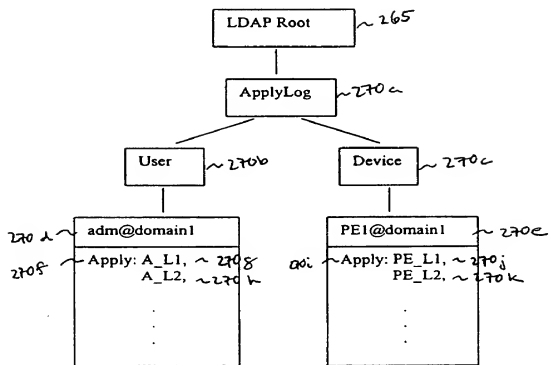 LDAP Root 265
ApplyLog 270a
User 270b
Device 270c
270d adm@domain1
PE1@domain1 270e
270f Apply: A_L1, 270g
A_L2, 270h
270i Apply: PE_L1, 270j
PE_L2, 270k